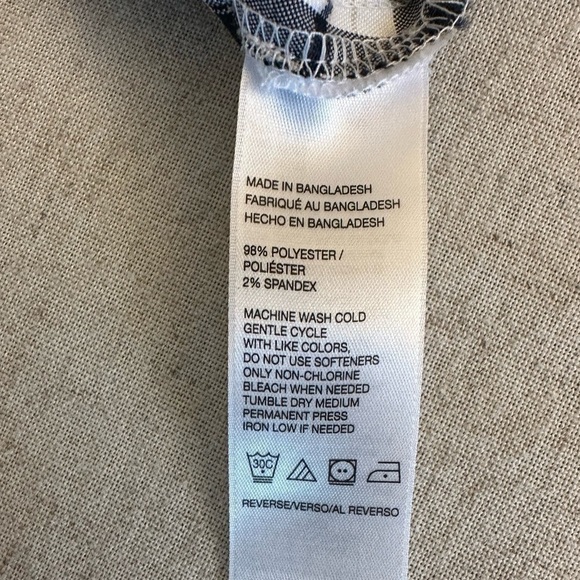 MADE IN BANGLADESH
FABRIQUÉ AU BANGLADESH
HECHO EN BANGLADESH
98% POLYESTER /
POLIÉSTER
2% SPANDEX
MACHINE WASH COLD
GENTLE CYCLE
WITH LIKE COLORS,
DO NOT USE SOFTENERS
ONLY NON-CHLORINE
BLEACH WHEN NEEDED
TUMBLE DRY MEDIUM
PERMANENT PRESS
IRON LOW IF NEEDED
30C
REVERSE/VERSO/AL REVERSO